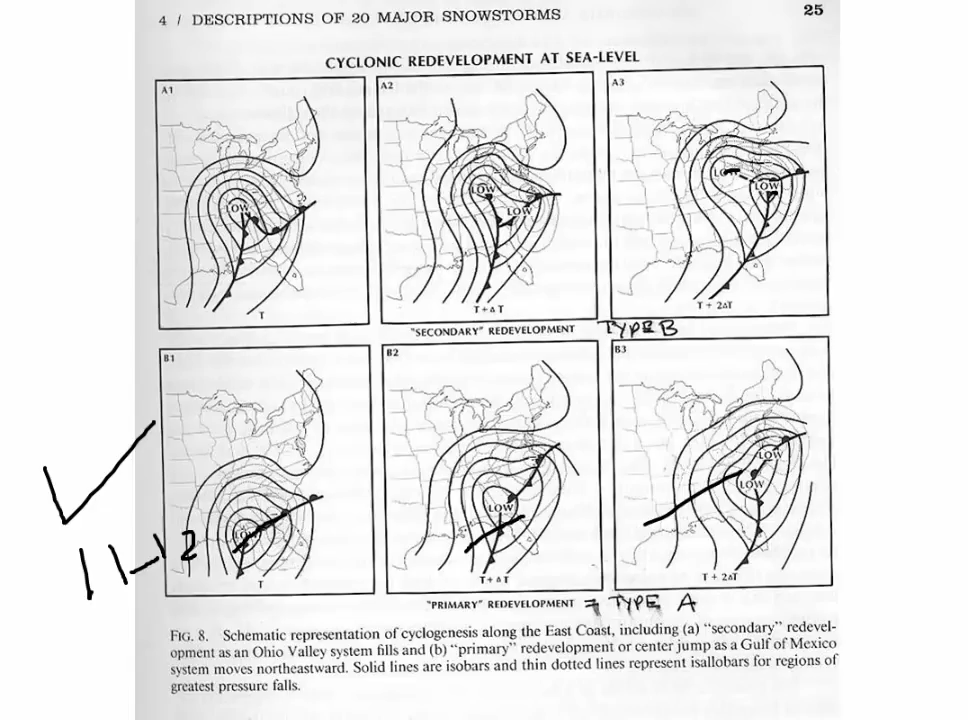 4 / DESCRIPTIONS OF 20 MAJOR SNOWSTORMS
25
CYCLONIC REDEVELOPMENT AT SEA-LEVEL
A1
A2
A3
LOW
LOW
LOW
LOW
LOW
T
T+ΔT
T + 2ΔT
"SECONDARY" REDEVELOPMENT TYPE B
B1
B2
B3
LOW
LOW
LOW
LOW
11-12
T
T+ΔT
T + 2ΔT
"PRIMARY" REDEVELOPMENT = TYPE A
FIG. 8. Schematic representation of cyclogenesis along the East Coast, including (a) "secondary" redevel-
opment as an Ohio Valley system fills and (b) "primary" redevelopment or center jump as a Gulf of Mexico
system moves northeastward. Solid lines are isobars and thin dotted lines represent isallobars for regions of
greatest pressure falls.